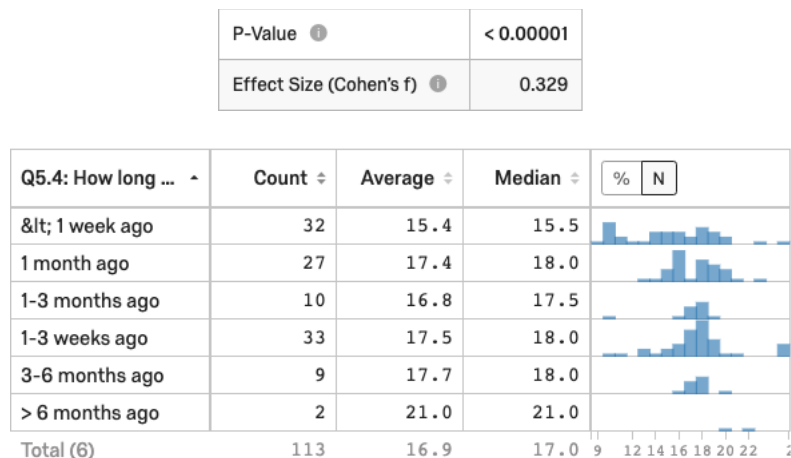 P-Value < 0.00001
Effect Size (Cohen's f) 0.329
Q5.4: How long ... Count Average Median % N
&lt; 1 week ago 32 15.4 15.5
1 month ago 27 17.4 18.0
1-3 months ago 10 16.8 17.5
1-3 weeks ago 33 17.5 18.0
3-6 months ago 9 17.7 18.0
> 6 months ago 2 21.0 21.0
Total (6) 113 16.9 17.0 9 12 14 16 18 20 22